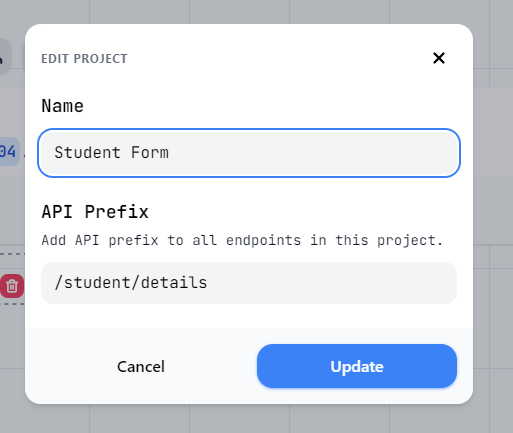 EDIT PROJECT
Name
04.
Student Form
API Prefix
Add API prefix to all endpoints in this project.
/student/details
Cancel
Update